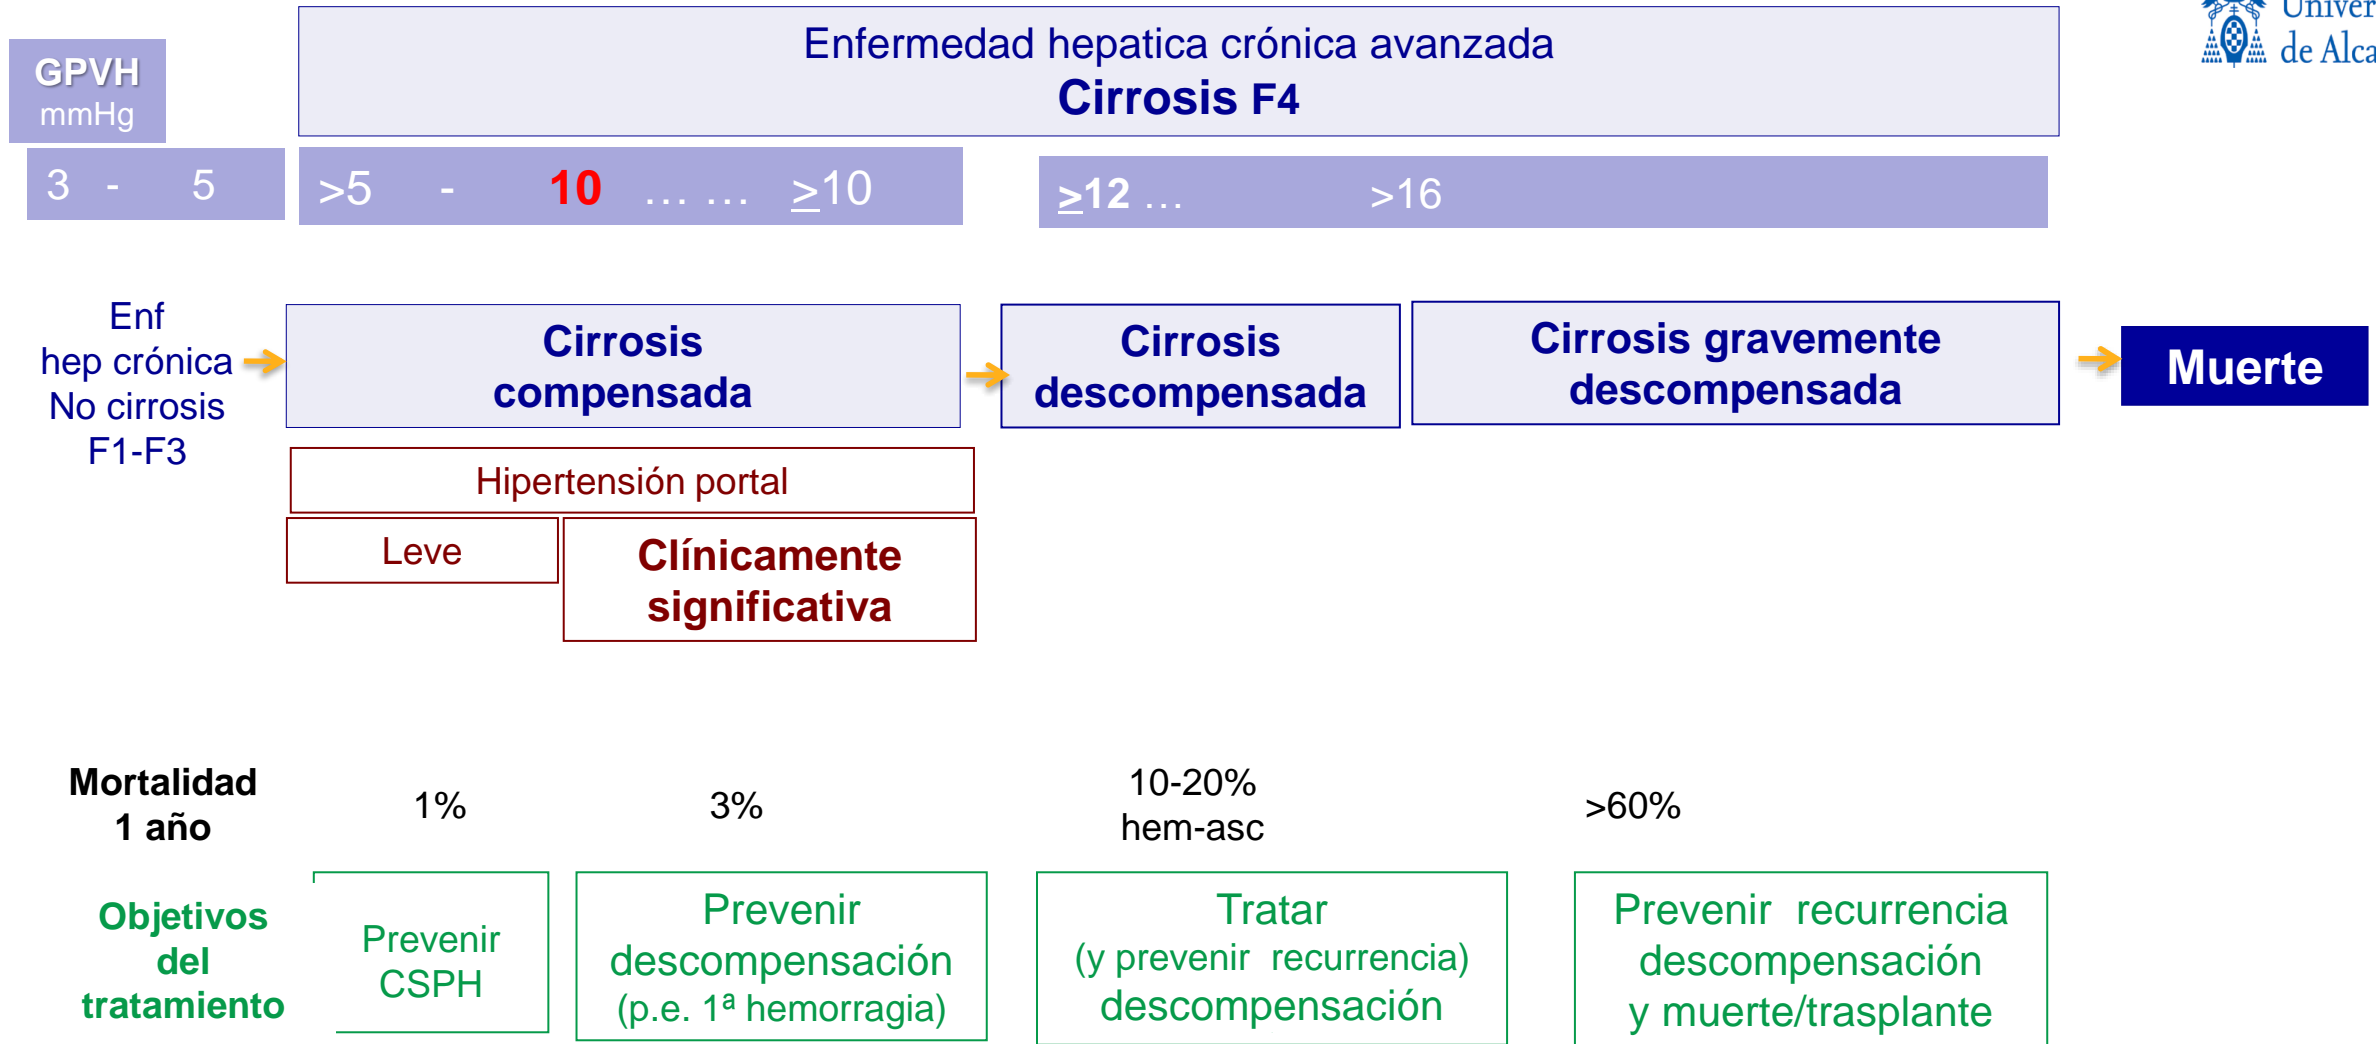 Enfermedad hepatica crónica avanzada
Cirrosis F4
de
GPVH
mmHg
3 - 5
>5 - 10 ... ... ≥10
≥12 ... >16
Enf
hep crónica
No cirrosis
F1-F3
Cirrosis
compensada
Cirrosis
descompensada
Cirrosis gravemente
descompensada
Muerte
Hipertensión portal
Leve
Clínicamente
significativa
Mortalidad
1 año
1%
3%
10-20%
hem-asc
>60%
Objetivos
del
tratamiento
Prevenir
CSPH
Prevenir
descompensación
(p.e. 1ª hemorragia)
Tratar
(y prevenir recurrencia)
descompensación
Prevenir recurrencia
descompensación
y muerte/trasplante